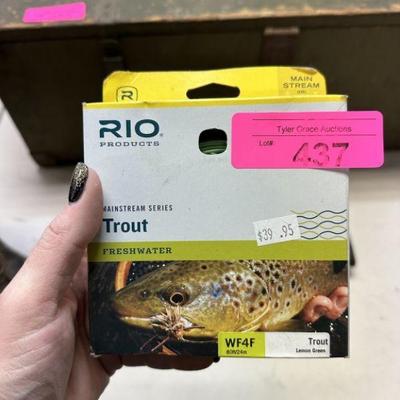 MAIN
STREAM
RIO
PRODUCTS
Tyler Grace Auctions
Lot#:
437
MAINSTREAM SERIES
Trout
$39.95
FRESHWATER
WF4F
Trout
80ft/24m
Lemon Green